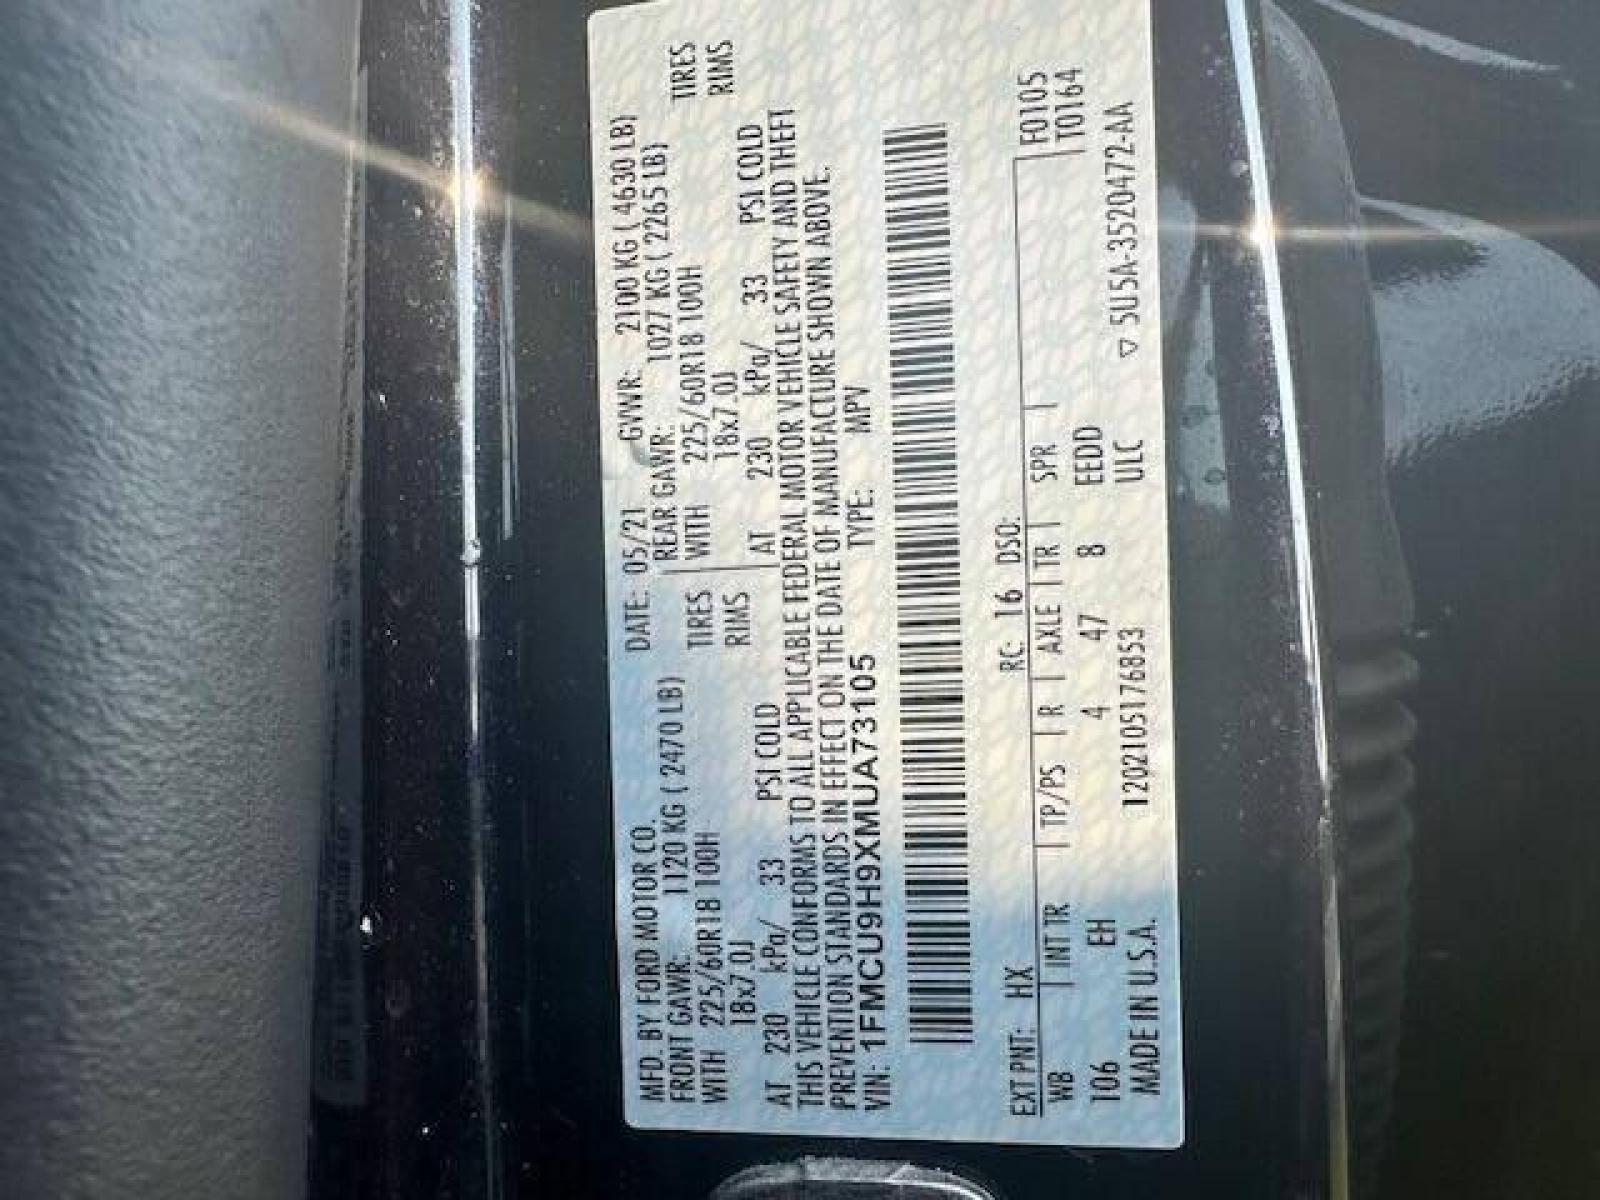 MFD. BY FORD MOTOR CO. DATE: 05/21 GVWR: 2100 KG ( 4630 LB)
FRONT GAWR: 1120 KG ( 2470 LB) REAR GAWR: 1027 KG ( 2265 LB)
WITH 225/60R18 100H TIRES WITH 225/60R18 100H TIRES
18x7.0J RIMS 18x7.0J RIMS
AT 230 kPa/ 33 PSI COLD AT 230 kPa/ 33 PSI COLD
THIS VEHICLE CONFORMS TO ALL APPLICABLE FEDERAL MOTOR VEHICLE SAFETY AND THEFT
PREVENTION STANDARDS IN EFFECT ON THE DATE OF MANUFACTURE SHOWN ABOVE.
VIN: 1FMCU9H9XMUA73105 TYPE: MPV
EXT PNT: HX RC: 16 DSO: F0105
WB INT TR TP/PS R AXLE TR SPR T0164
106 EH 4 47 8 EEDD
MADE IN U.S.A. 12021051 76853 ULC ▽ 5U5A-3520472-AA